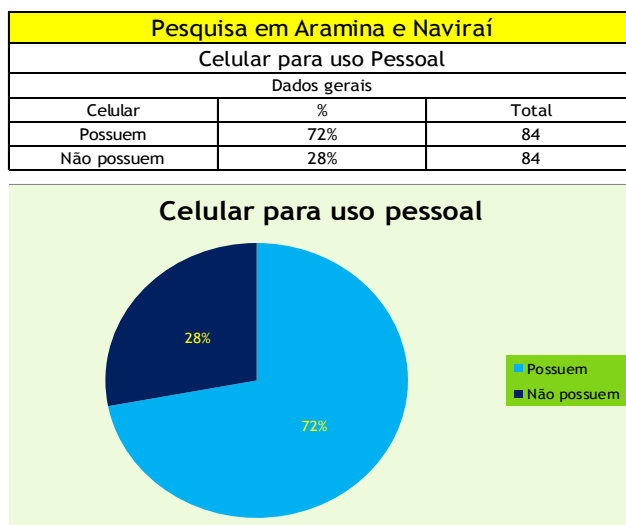 Pesquisa em Aramina e Naviraí
Celular para uso Pessoal
Dados gerais
Celular % Total
Possuem 72% 84
Não possuem 28% 84
Celular para uso pessoal
28%
72%
Possuem
Não possuem